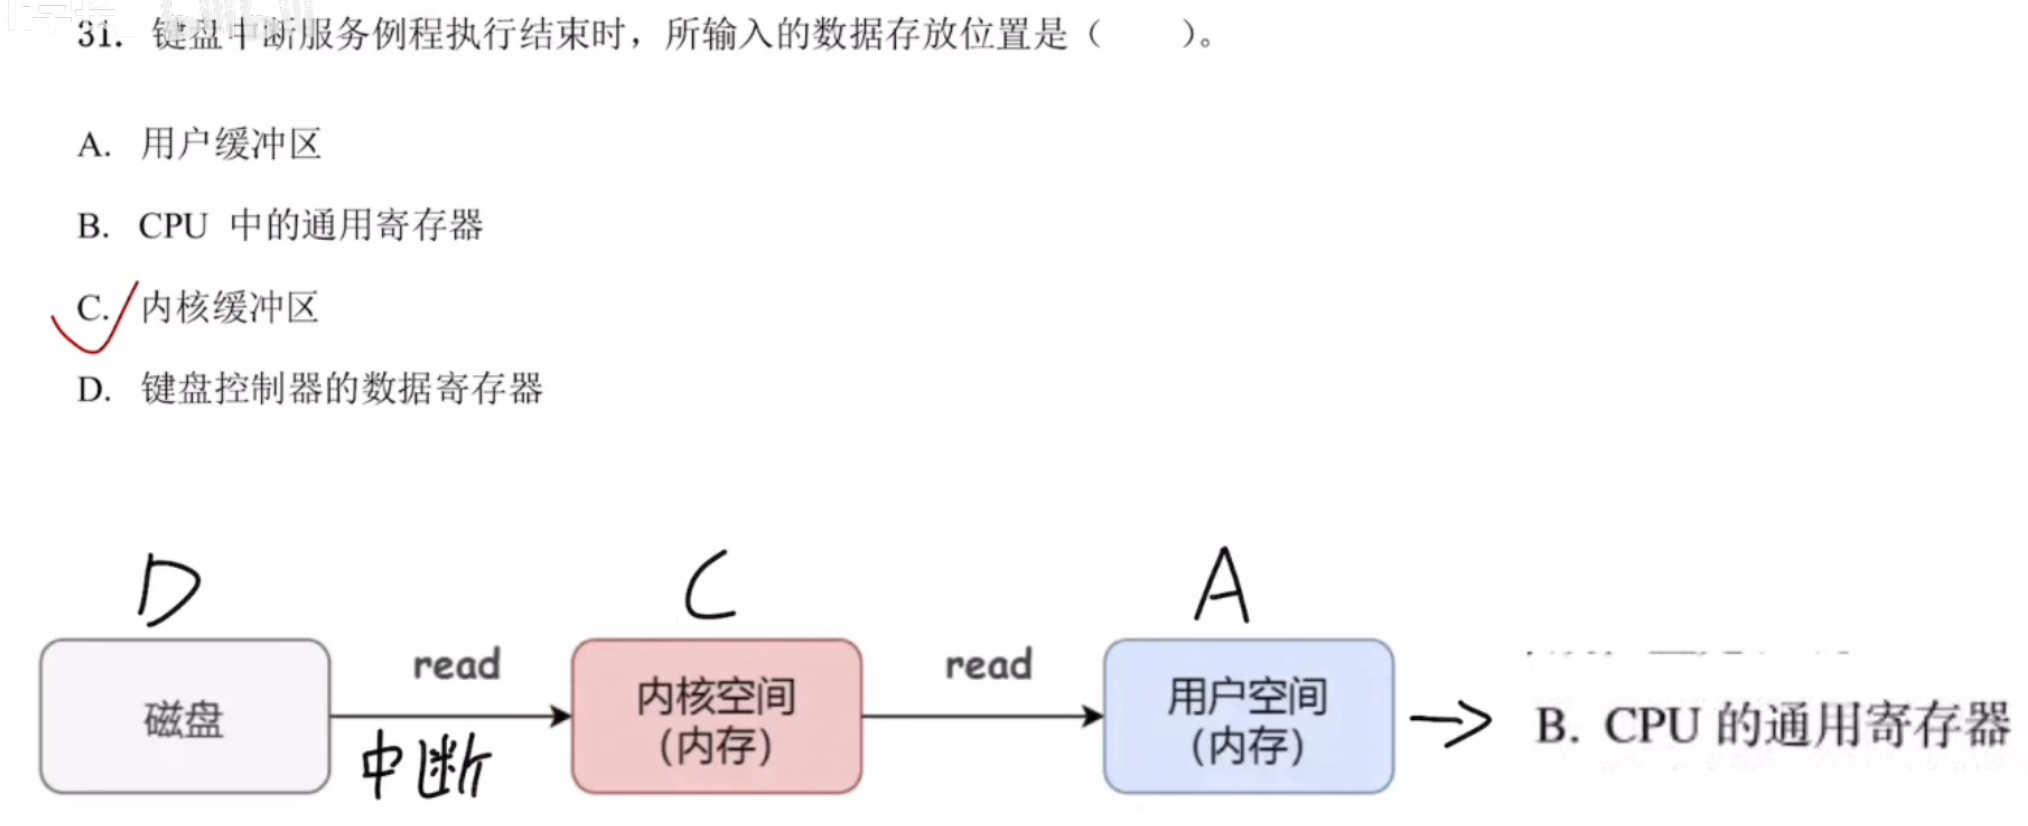 31. 键盘中断服务例程执行结束时，所输入的数据存放位置是（　　）。
A. 用户缓冲区
B. CPU 中的通用寄存器
C. 内核缓冲区
D. 键盘控制器的数据寄存器
D C A
磁盘 read 中断 内核空间 read 用户空间 B. CPU 的通用寄存器
(内存) (内存)